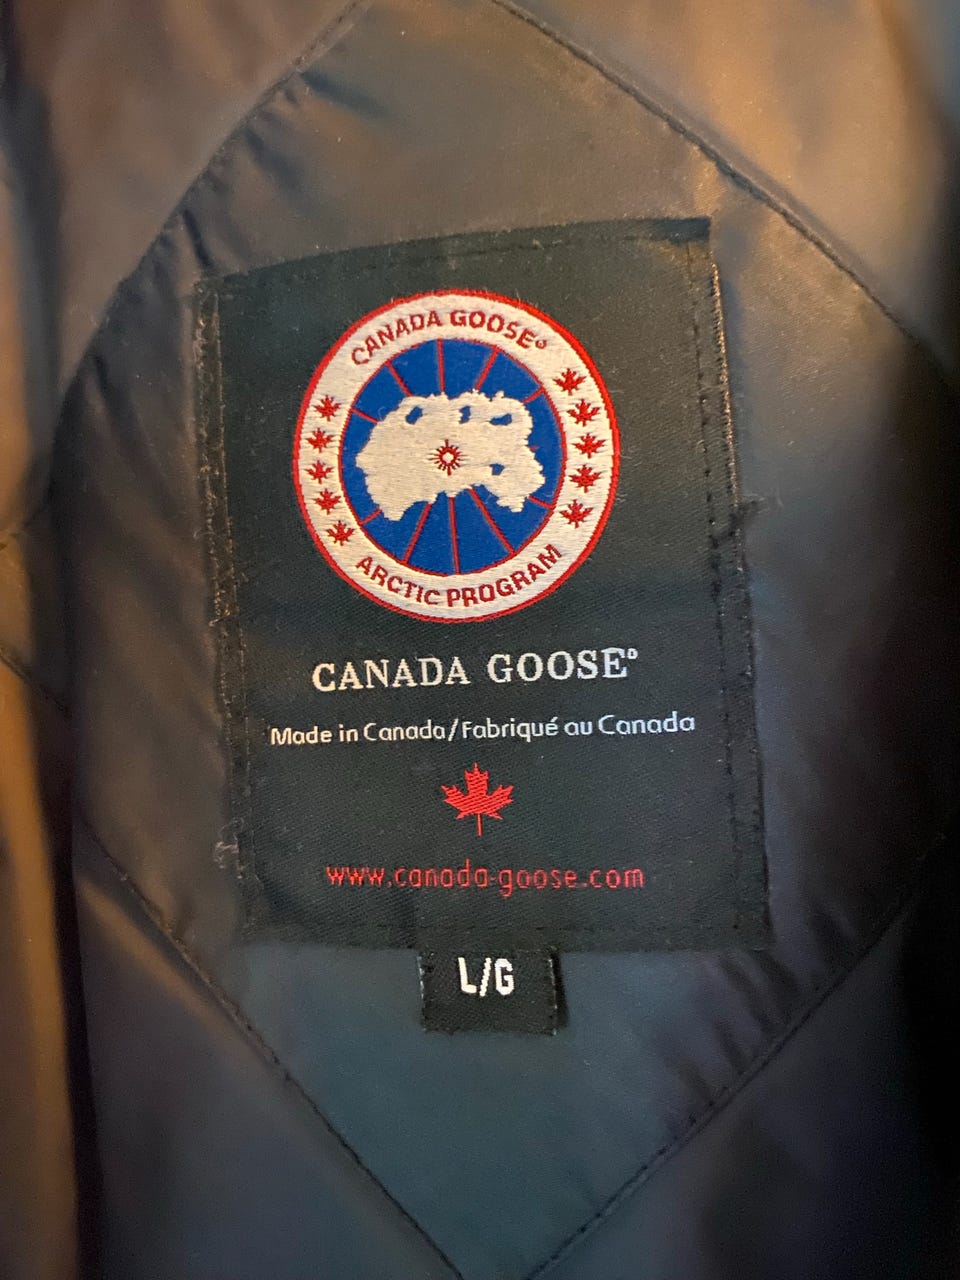 CANADA GOOSE®
ARCTIC PROGRAM
CANADA GOOSE®
Made in Canada/Fabriqué au Canada
www.canada-goose.com
L/G